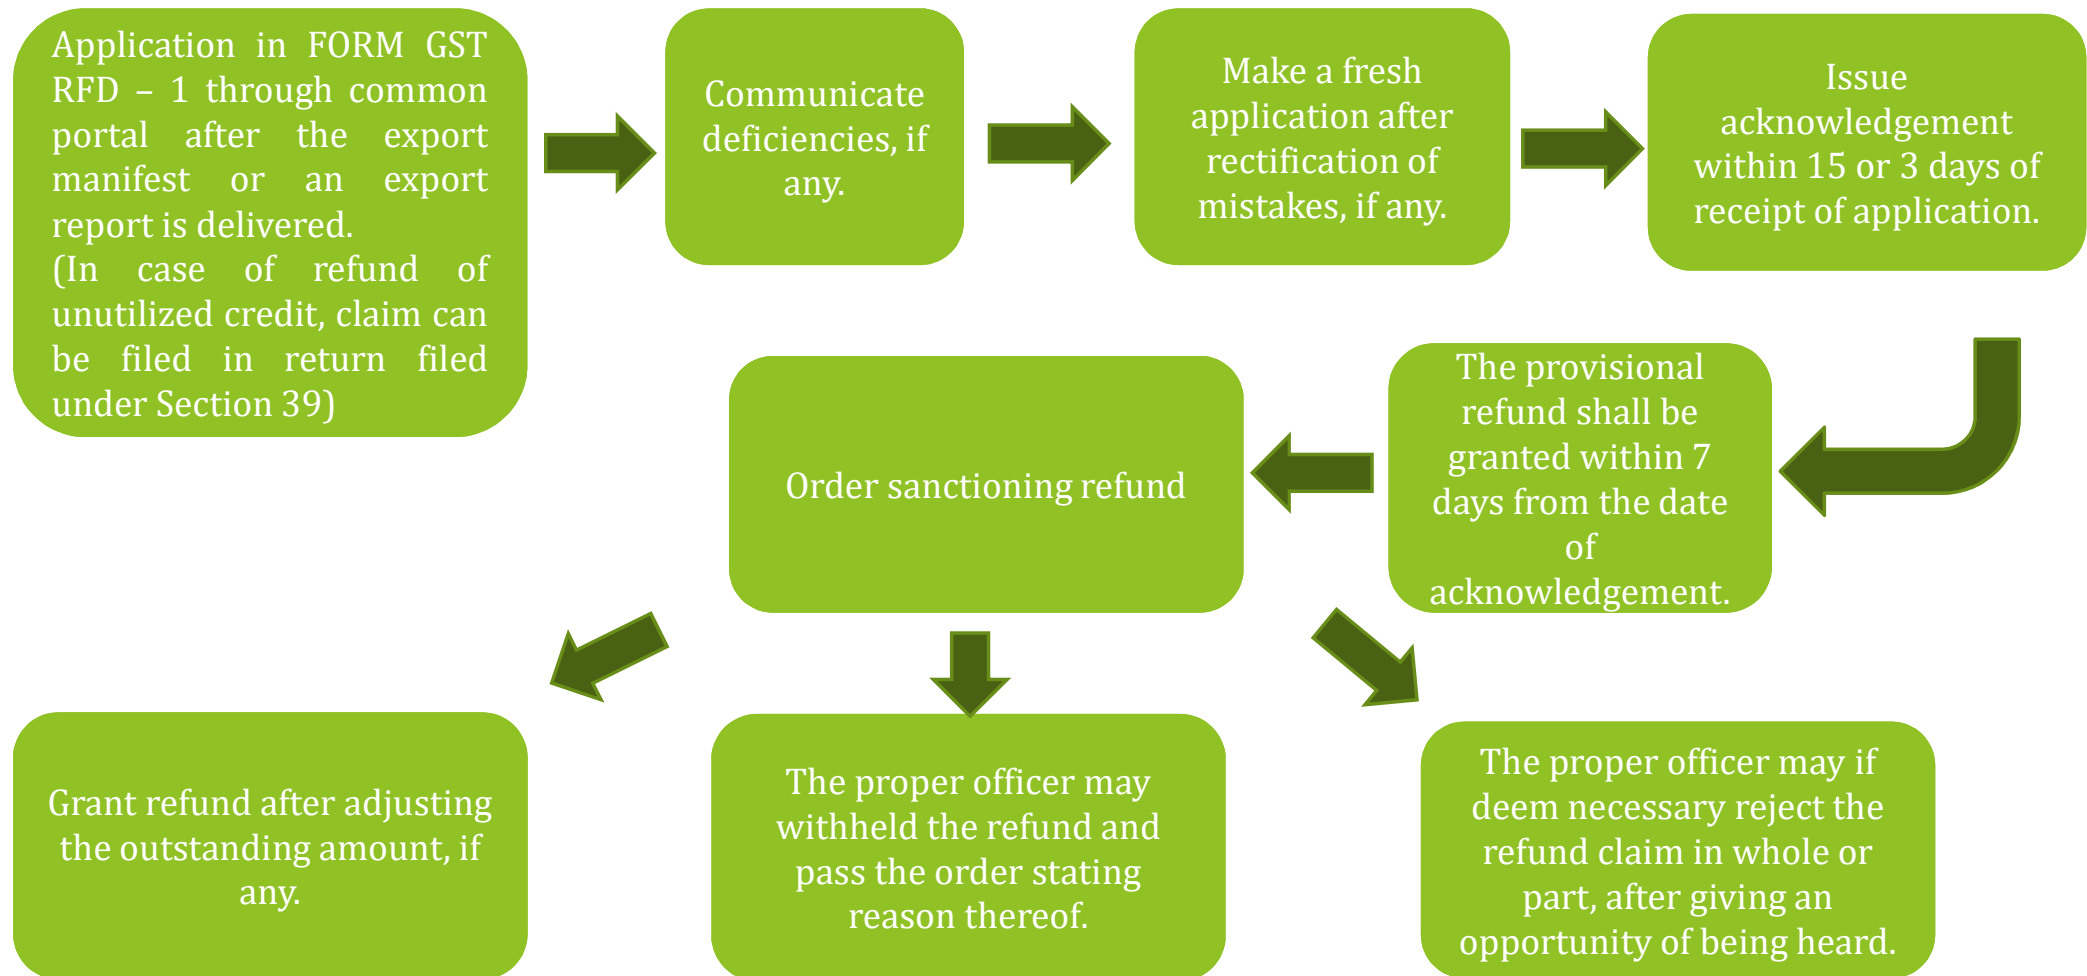 Application in FORM GST
RFD – 1 through common
portal after the export
manifest or an export
report is delivered.
(In case of refund of
unutilized credit, claim can
be filed in return filed
under Section 39)
Communicate
deficiencies, if
any.
Make a fresh
application after
rectification of
mistakes, if any.
Issue
acknowledgement
within 15 or 3 days of
receipt of application.
The provisional
refund shall be
granted within 7
days from the date
of
acknowledgement.
Order sanctioning refund
Grant refund after adjusting
the outstanding amount, if
any.
The proper officer may
withheld the refund and
pass the order stating
reason thereof.
The proper officer may if
deem necessary reject the
refund claim in whole or
part, after giving an
opportunity of being heard.